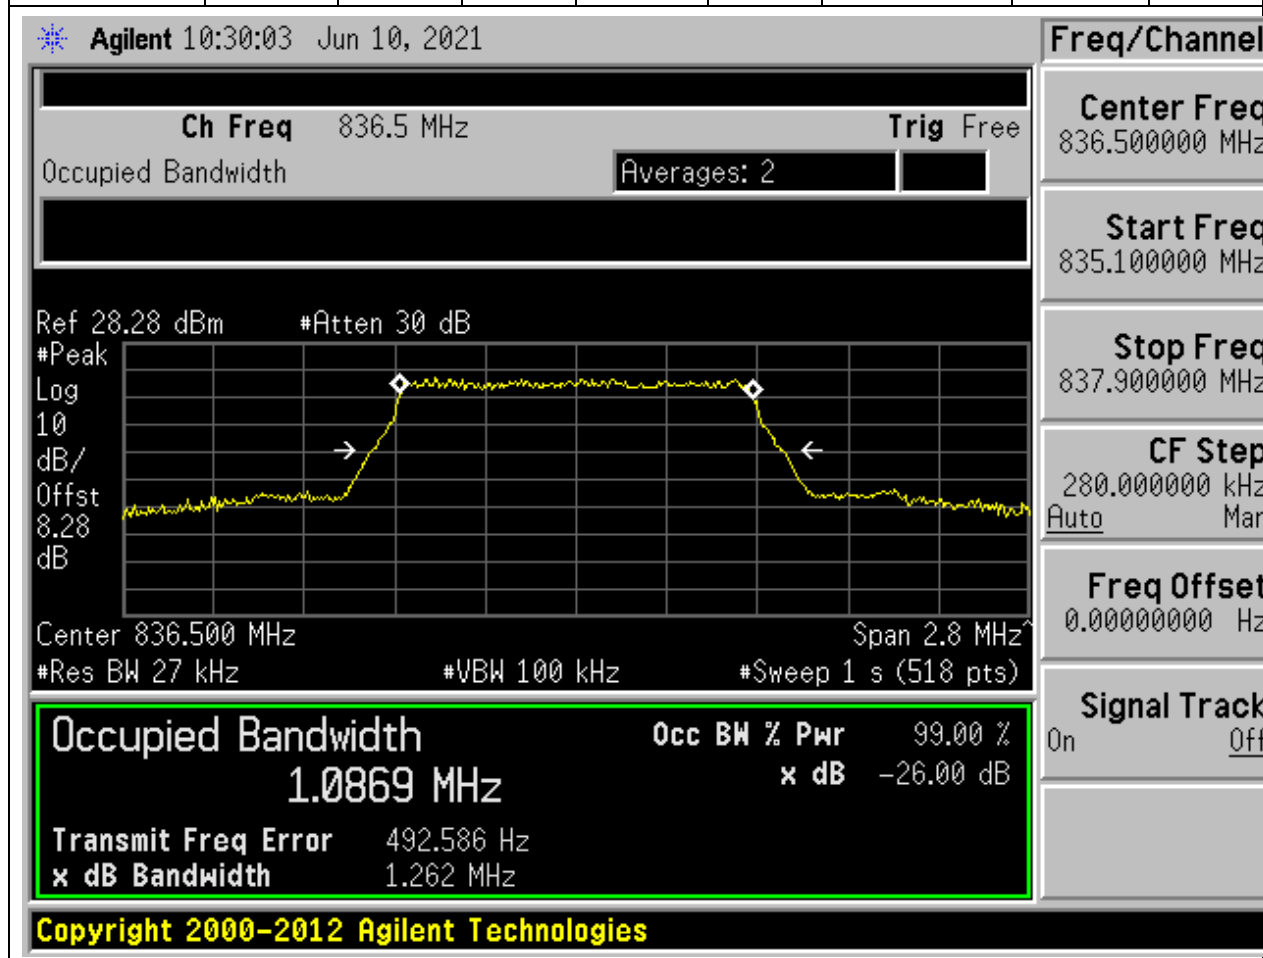 Agilent 10:30:03 Jun 10, 2021
Freq/Channel
Ch Freq 836.5 MHz Trig Free
Occupied Bandwidth Averages: 2
Center Freq
836.500000 MHz
Start Freq
835.100000 MHz
Stop Freq
837.900000 MHz
CF Step
280.000000 kHz
Auto Man
Freq Offset
0.00000000 Hz
Signal Track
On Off
Ref 28.28 dBm #Atten 30 dB
#Peak
Log
10
dB/
Offst
8.28
dB
Center 836.500 MHz Span 2.8 MHz^
#Res BW 27 kHz #VBW 100 kHz #Sweep 1 s (518 pts)
Occupied Bandwidth Occ BW % Pwr 99.00 %
1.0869 MHz x dB -26.00 dB
Transmit Freq Error 492.586 Hz
x dB Bandwidth 1.262 MHz
Copyright 2000-2012 Agilent Technologies